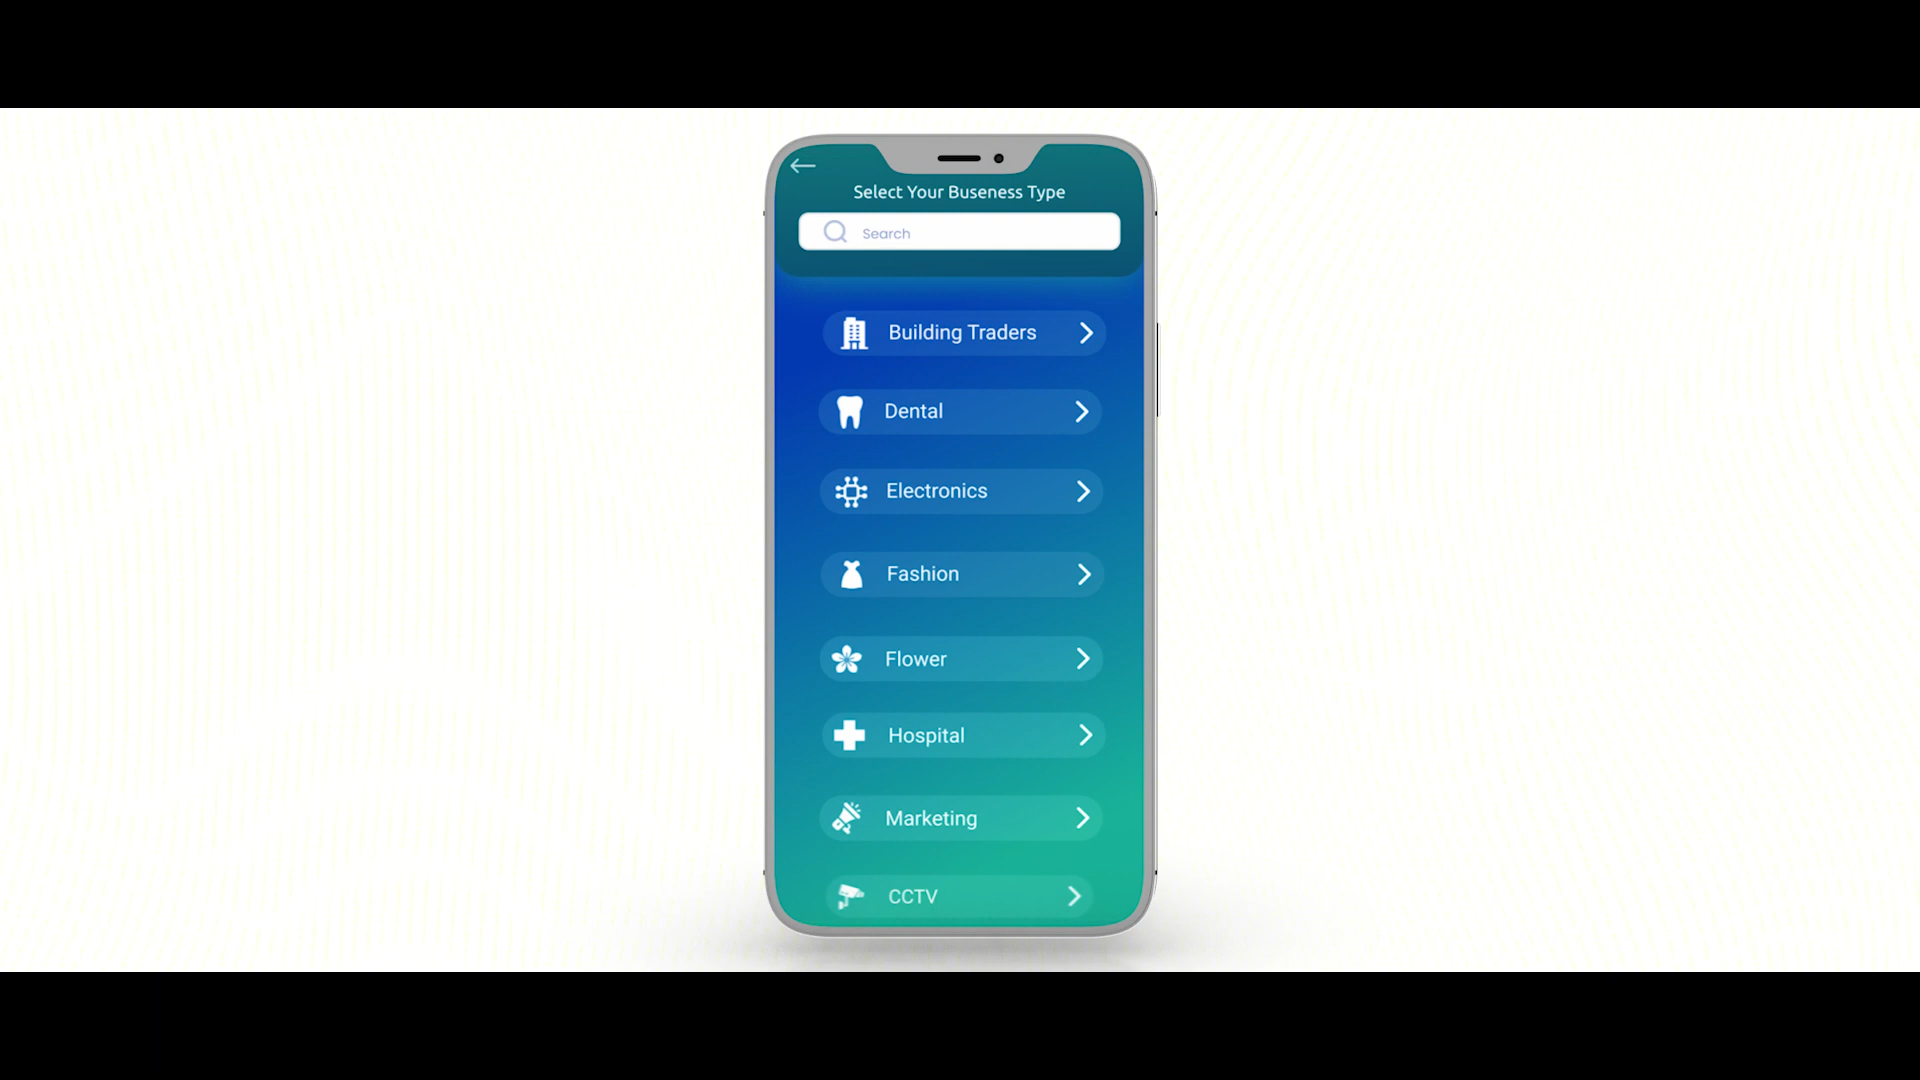 Select Your Buseness Type
Search
Building Traders
Dental
Electronics
Fashion
Flower
Hospital
Marketing
CCTV